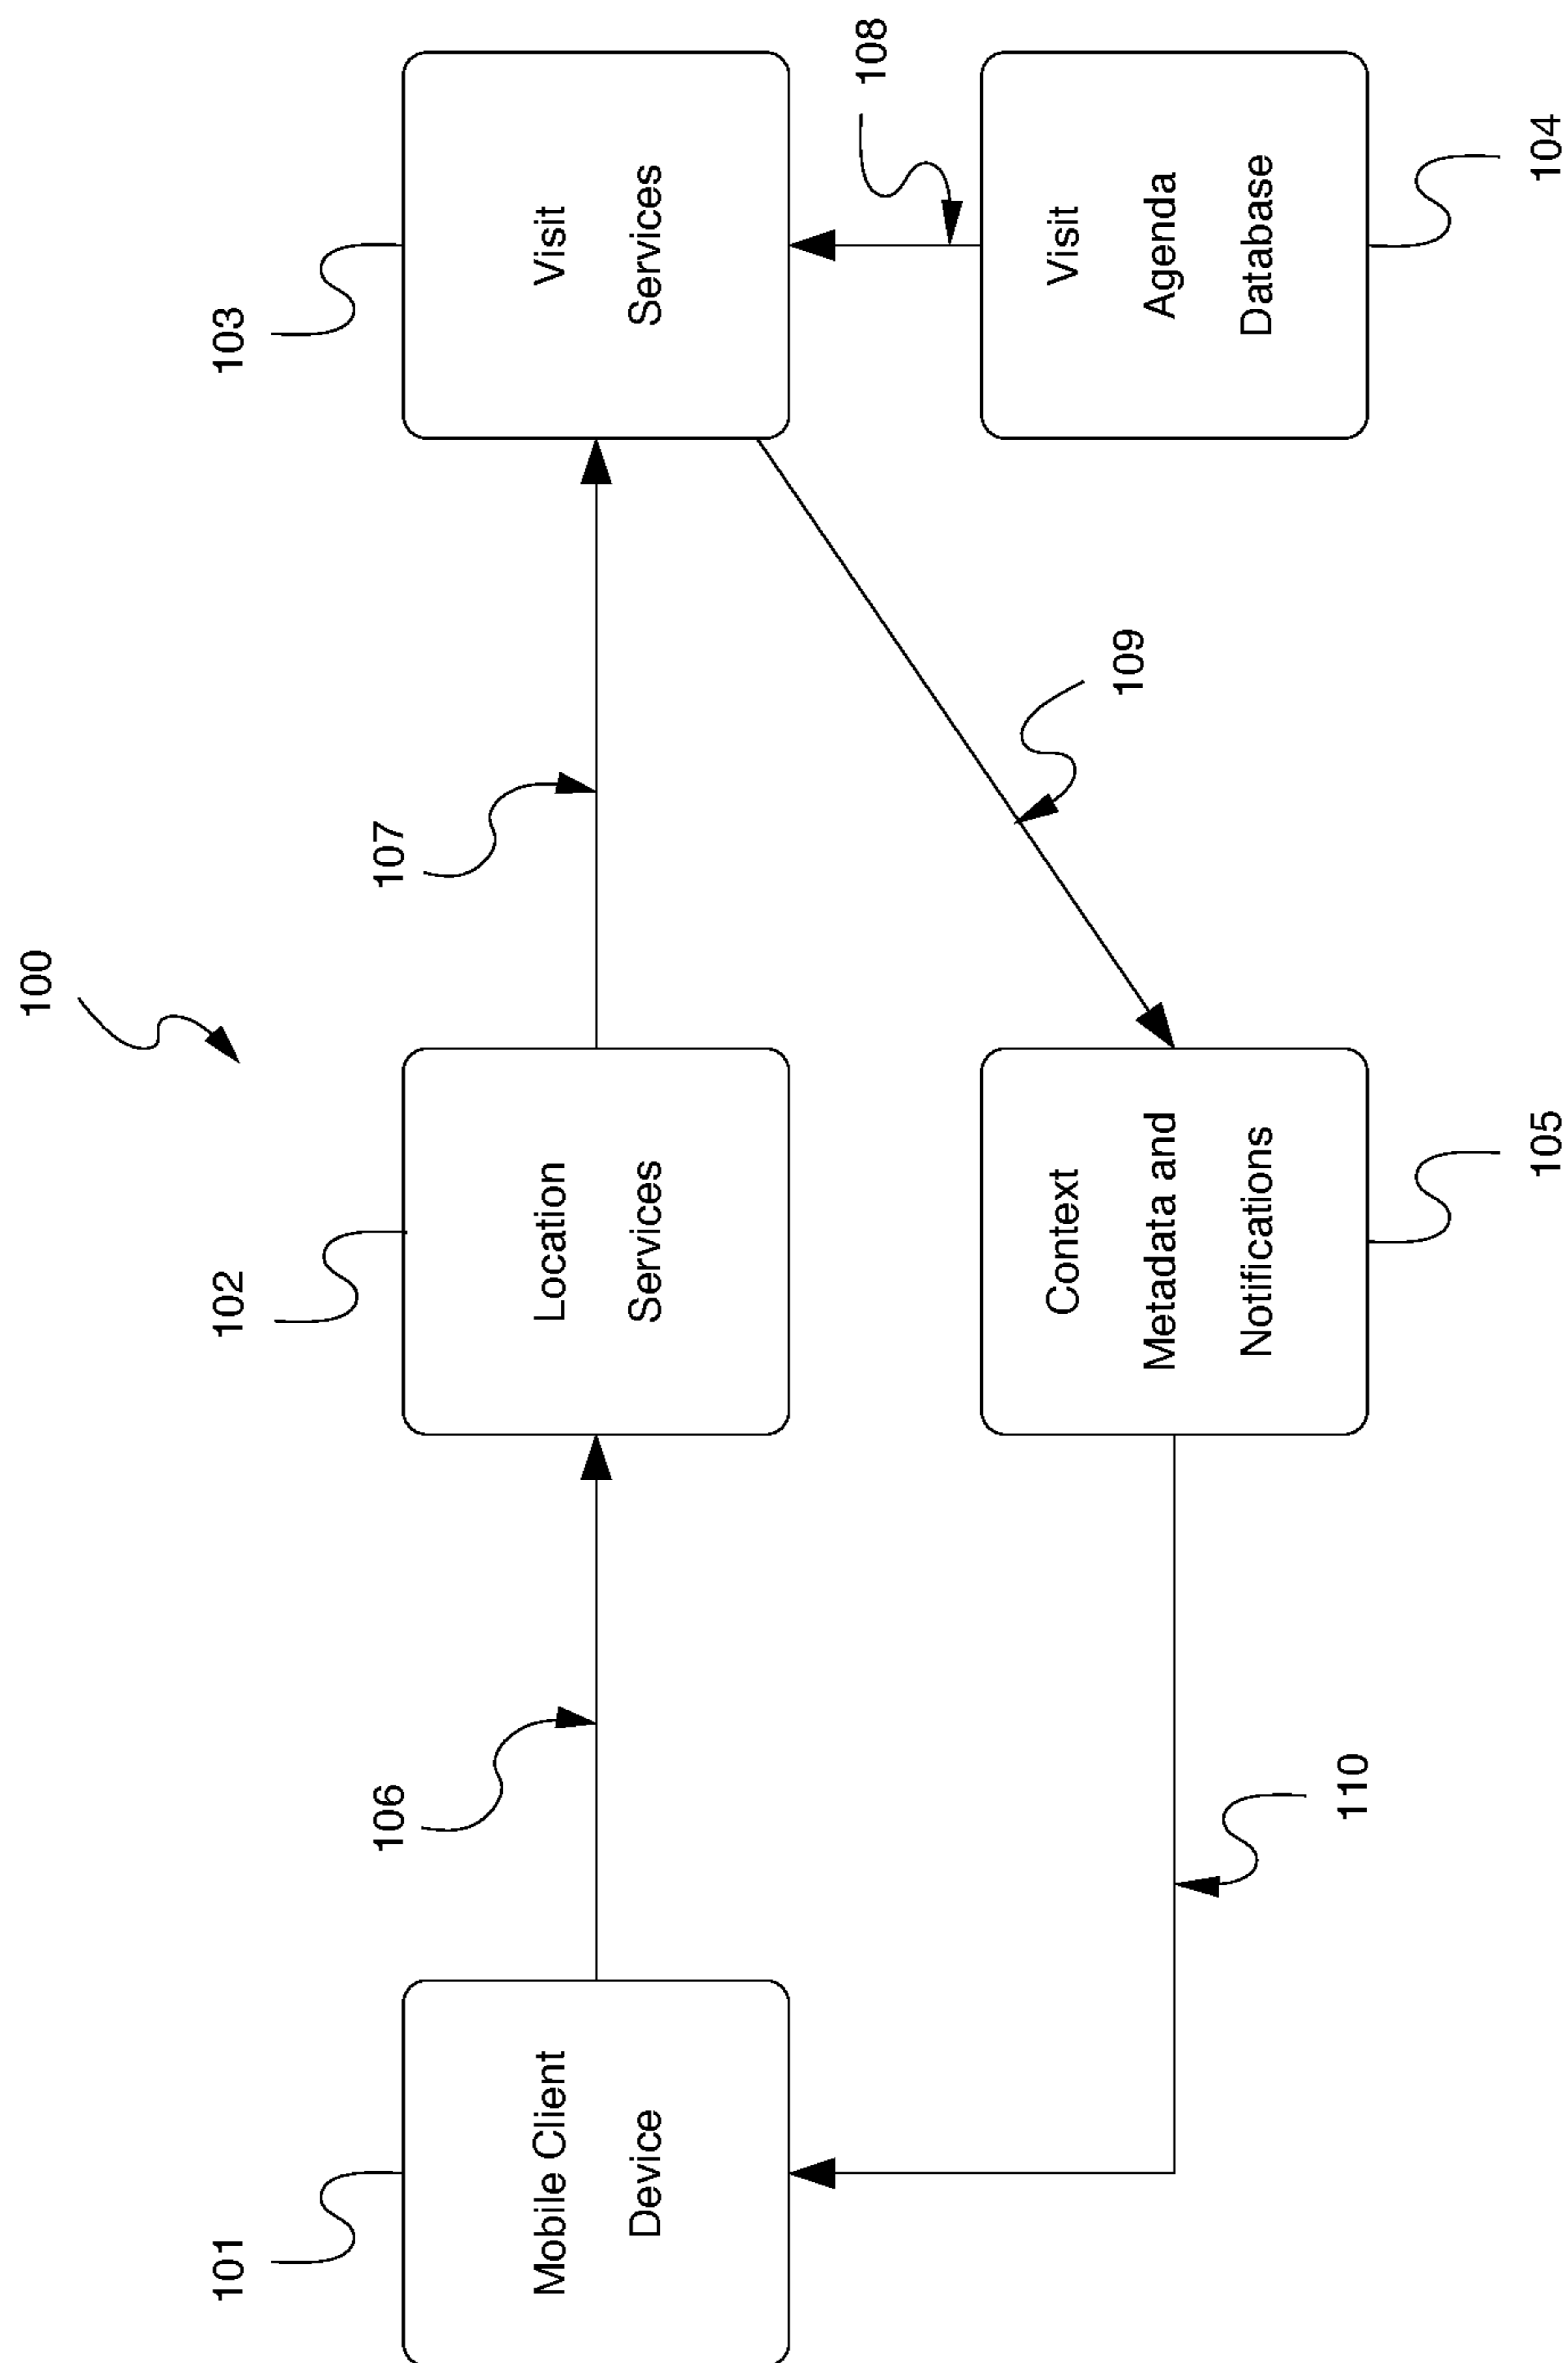 100
101
Mobile Client
Device
106
102
Location
Services
107
103
Visit
Services
108
109
110
Context
Metadata and
Notifications
105
Visit
Agenda
Database
104